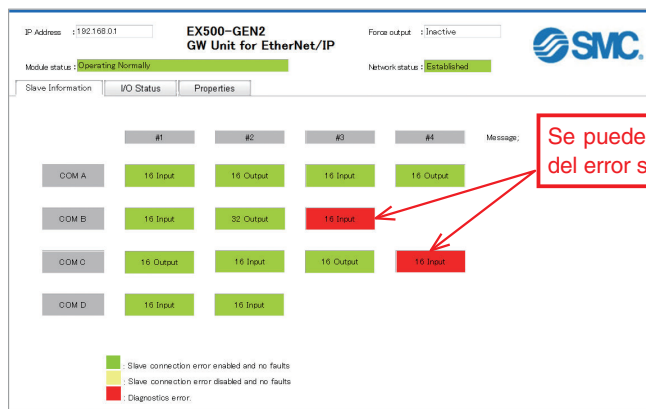 IP Address : 192.168.0.1
EX500-GEN2
GW Unit for EtherNet/IP
Force output : Inactive
SMC.
Module status : Operating Normally
Network status : Established
Slave Information I/O Status Properties
#1 #2 #3 #4 Message;
Se puede
del error s
COM A 16 Input 16 Output 16 Input 16 Output
COM B 16 Input 32 Output 16 Input
COM C 16 Output 16 Input 16 Output 16 Input
COM D 16 Input 16 Input
: Slave connection error enabled and no faults
: Slave connection error disabled and no faults
: Diagnostics error.